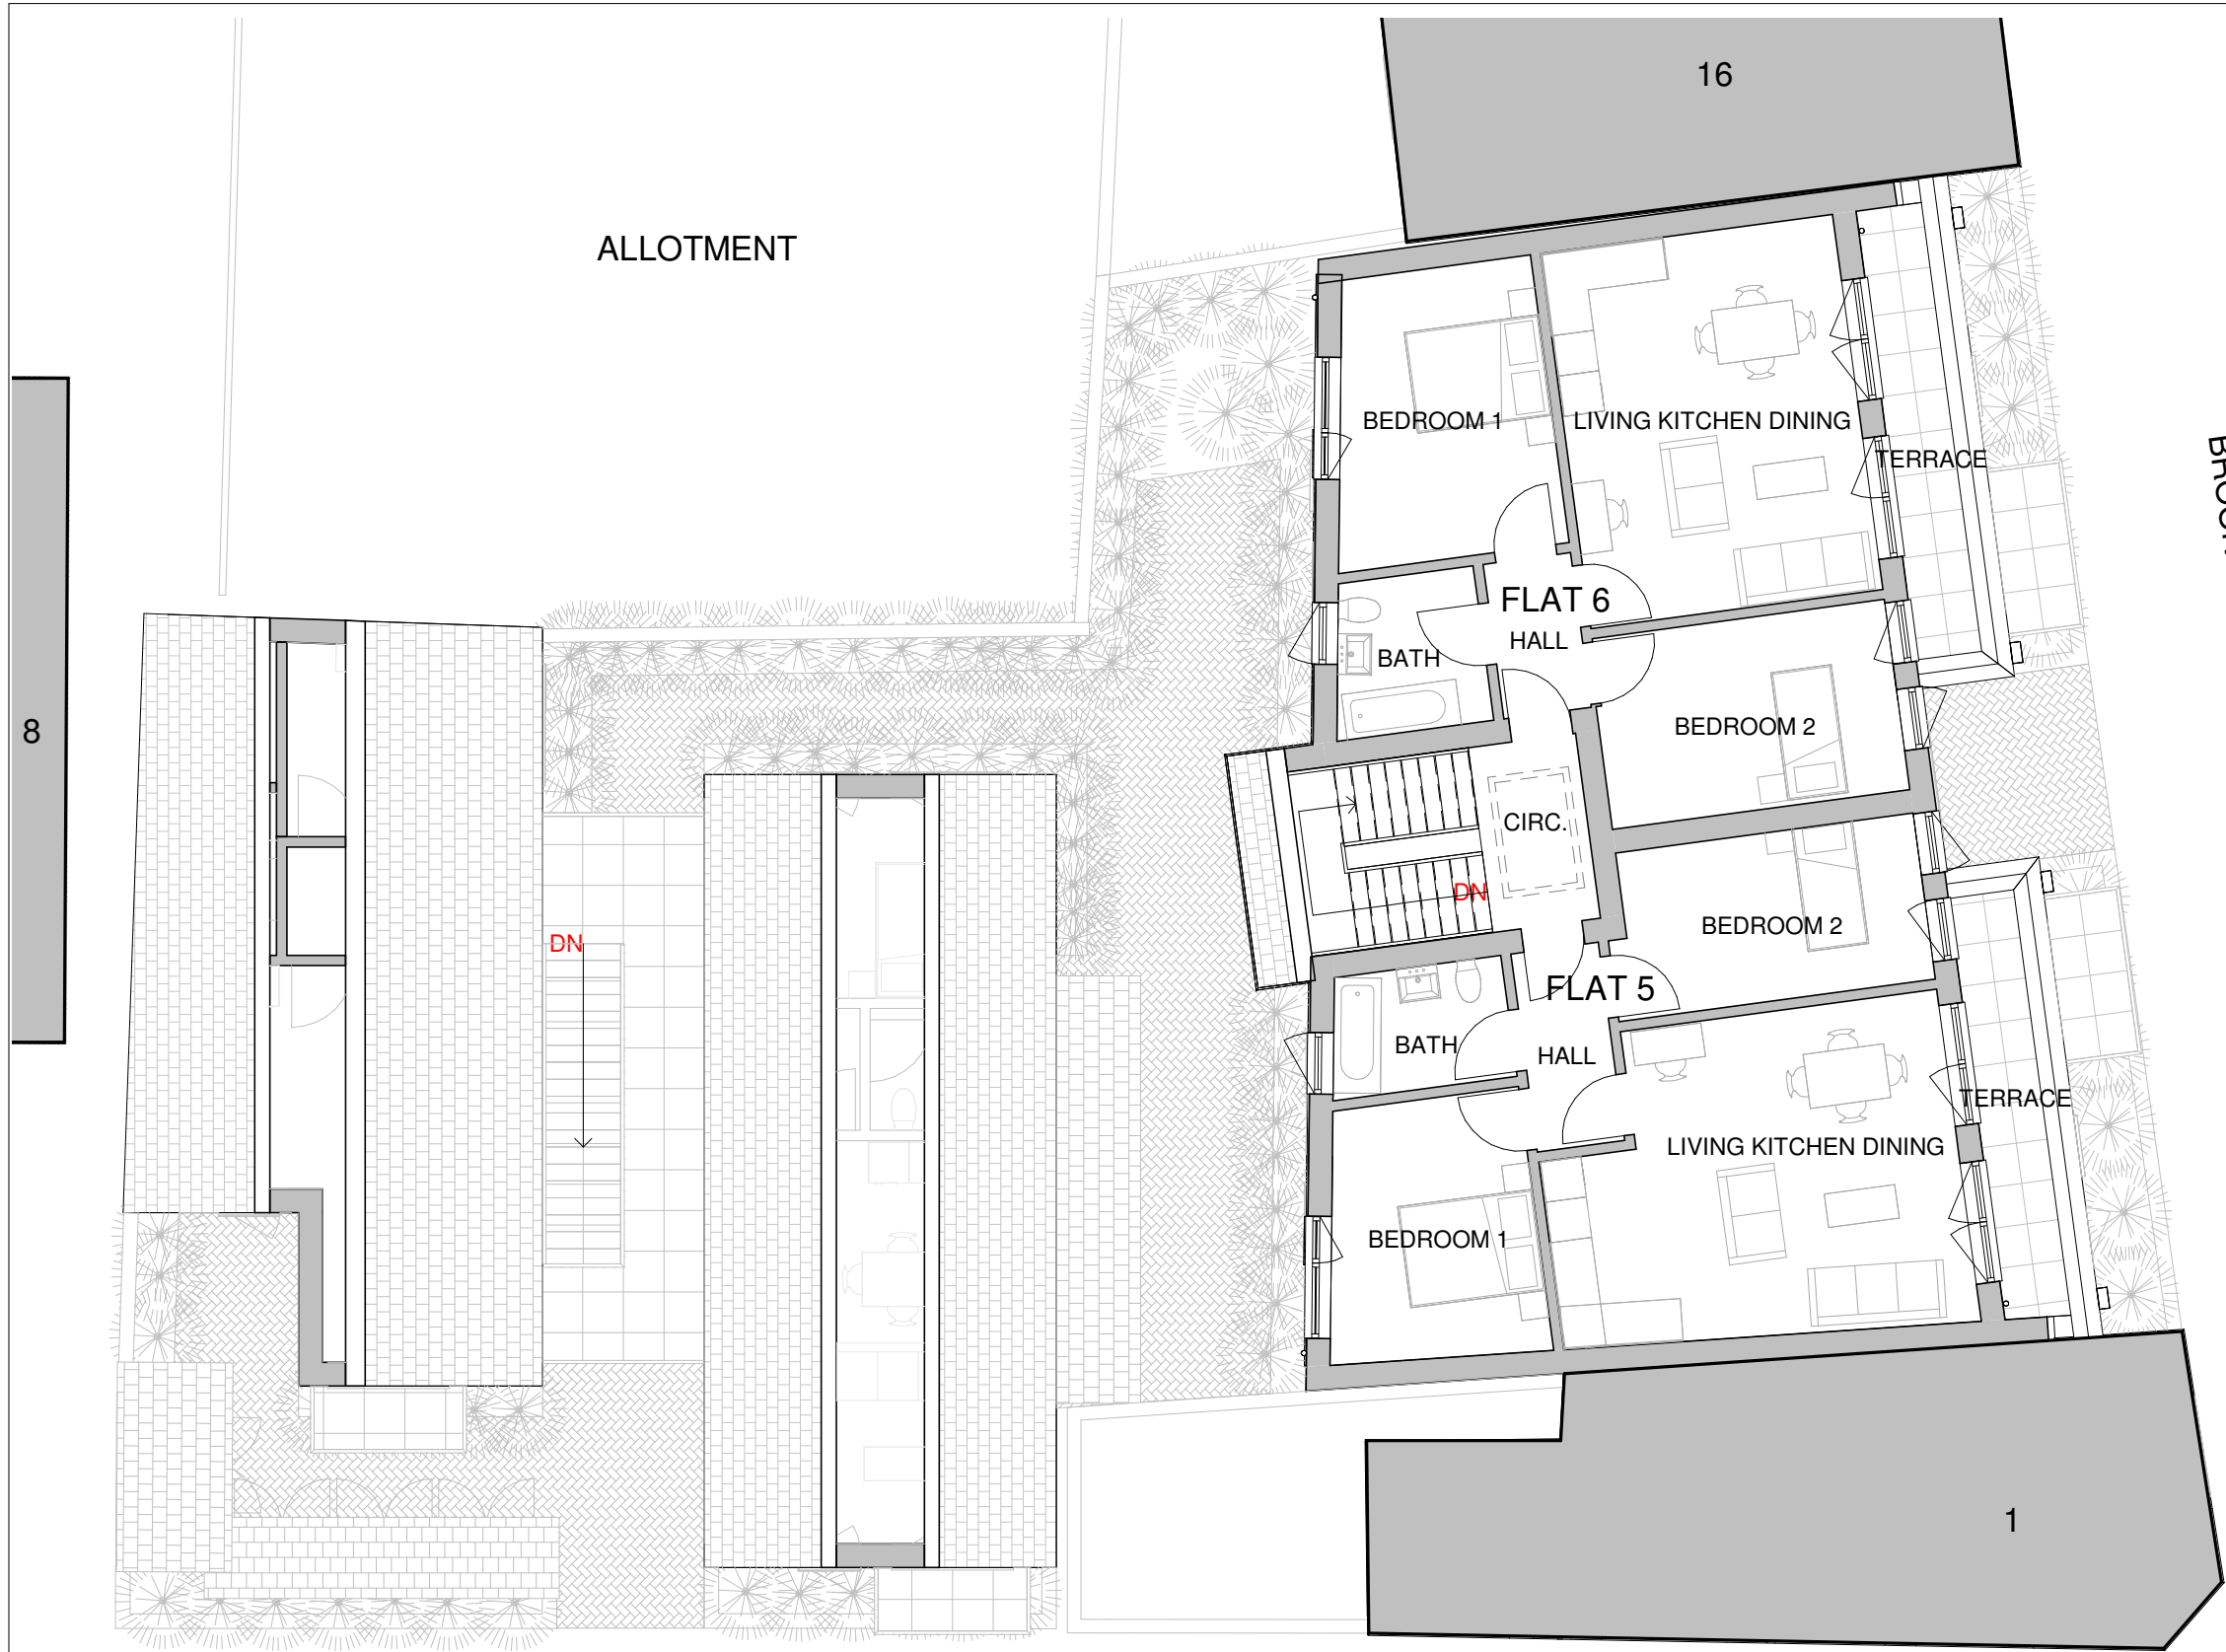 16
ALLOTMENT
BEDROOM 1
LIVING KITCHEN DINING
TERRACE
FLAT 6
HALL
BATH
BEDROOM 2
8
CIRC.
DN
DN
BEDROOM 2
FLAT 5
BATH
HALL
TERRACE
LIVING KITCHEN DINING
BEDROOM 1
1